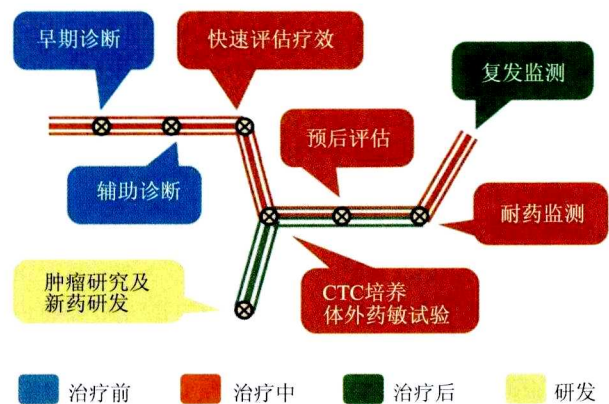 早期诊断
快速评估疗效
复发监测
预后评估
辅助诊断
耐药监测
肿瘤研究及
新药研发
CTC培养
体外药敏试验
治疗前
治疗中
治疗后
研发